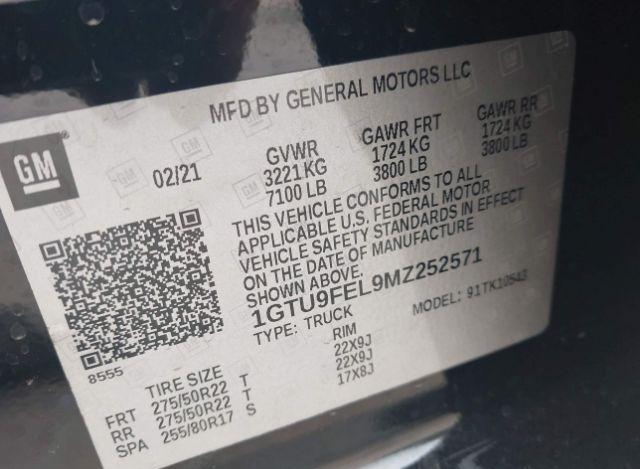 MFD BY GENERAL MOTORS LLC
GM
02/21
GVWR
3221 KG
7100 LB
GAWR FRT
1724 KG
3800 LB
GAWR RR
1724 KG
3800 LB
THIS VEHICLE CONFORMS TO ALL
APPLICABLE U.S. FEDERAL MOTOR
VEHICLE SAFETY STANDARDS IN EFFECT
ON THE DATE OF MANUFACTURE
SHOWN ABOVE.
1GTU9FEL9MZ252571
TYPE: TRUCK
MODEL: 91TK10543
8555
TIRE SIZE
RIM
FRT 275/50R22 T 22X9J
RR 275/50R22 T 22X9J
SPA 255/80R17 S 17X8J